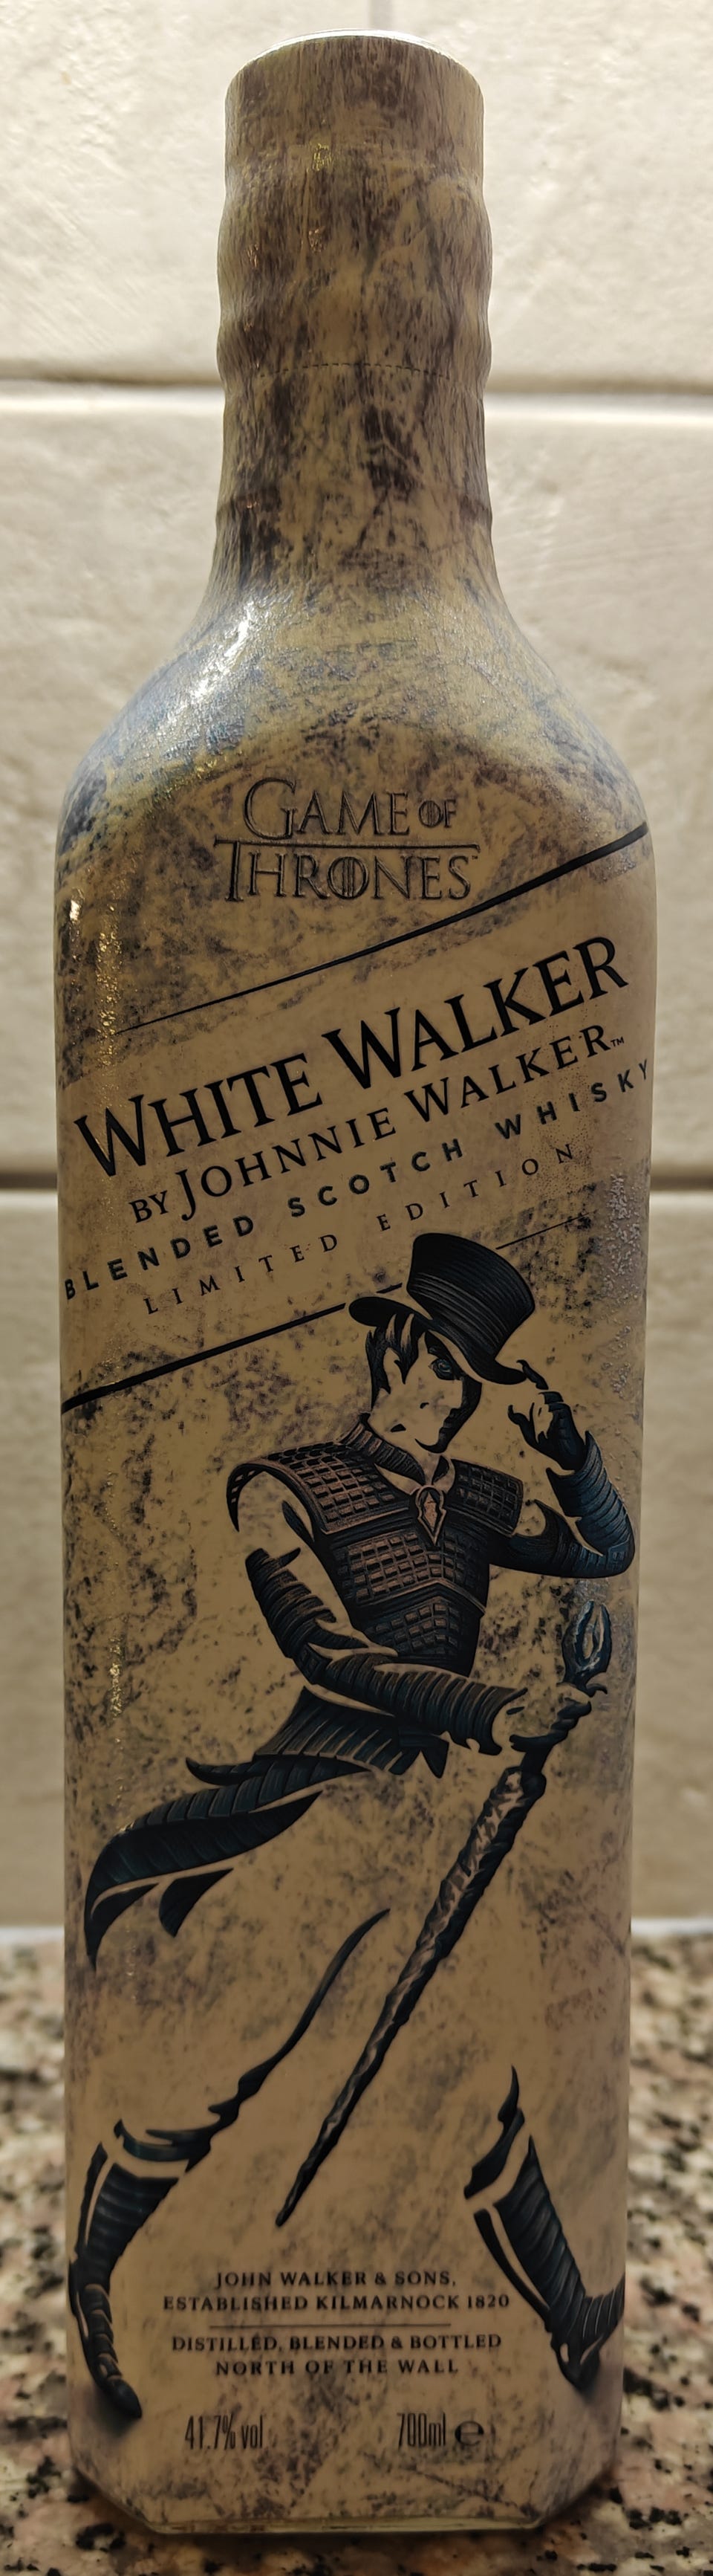 GAME OF
THRONES™
WHITE WALKER
BY JOHNNIE WALKER™
BLENDED SCOTCH WHISKY
LIMITED EDITION
JOHN WALKER & SONS,
ESTABLISHED KILMARNOCK 1820
DISTILLED, BLENDED & BOTTLED
NORTH OF THE WALL
41.7% vol 700ml ℮